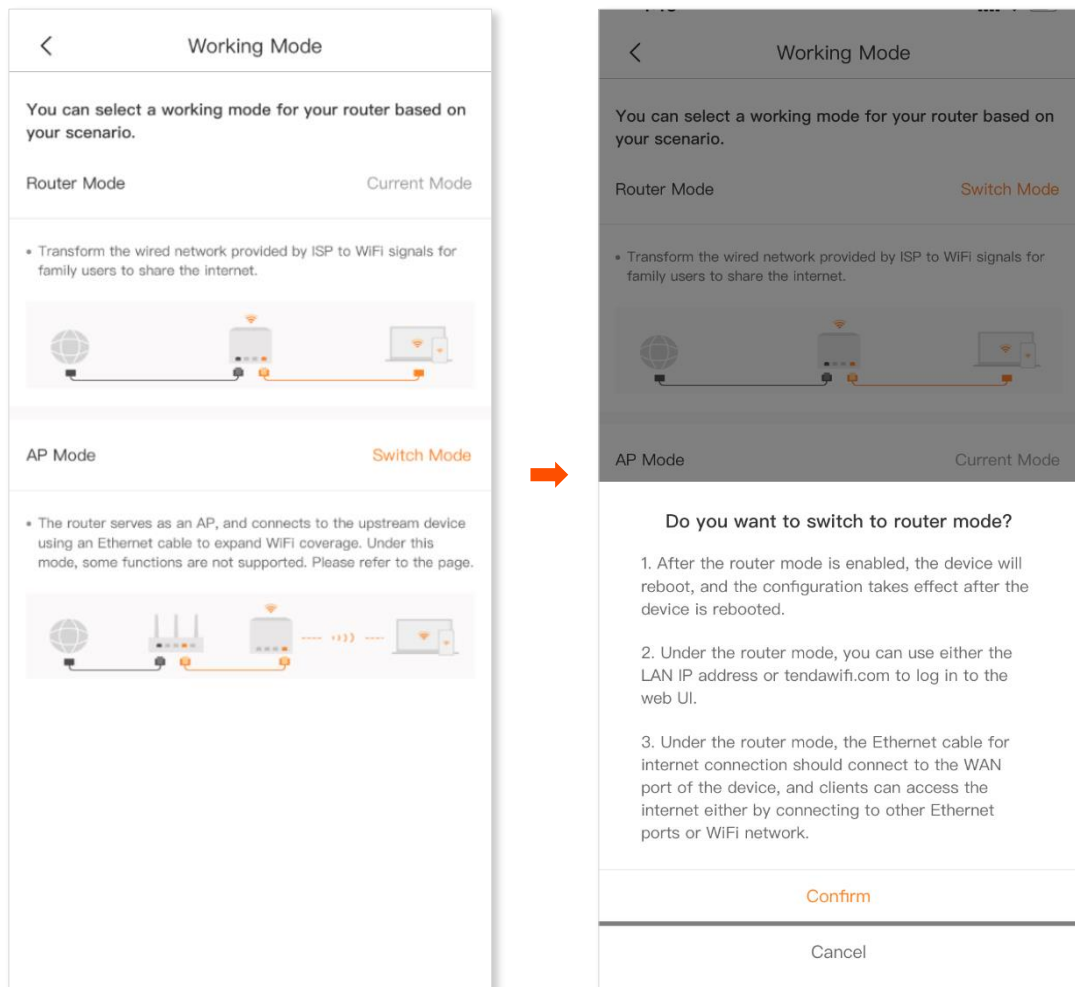 Working Mode
You can select a working mode for your router based on
your scenario.
Router Mode
Current Mode
• Transform the wired network provided by ISP to WiFi signals for
family users to share the internet.
AP Mode
Switch Mode
• The router serves as an AP, and connects to the upstream device
using an Ethernet cable to expand WiFi coverage. Under this
mode, some functions are not supported. Please refer to the page.
Working Mode
You can select a working mode for your router based on
your scenario.
Router Mode
Switch Mode
• Transform the wired network provided by ISP to WiFi signals for
family users to share the internet.
AP Mode
Current Mode
Do you want to switch to router mode?
1. After the router mode is enabled, the device will
reboot, and the configuration takes effect after the
device is rebooted.
2. Under the router mode, you can use either the
LAN IP address or tendawifi.com to log in to the
web UI.
3. Under the router mode, the Ethernet cable for
internet connection should connect to the WAN
port of the device, and clients can access the
internet either by connecting to other Ethernet
ports or WiFi network.
Confirm
Cancel